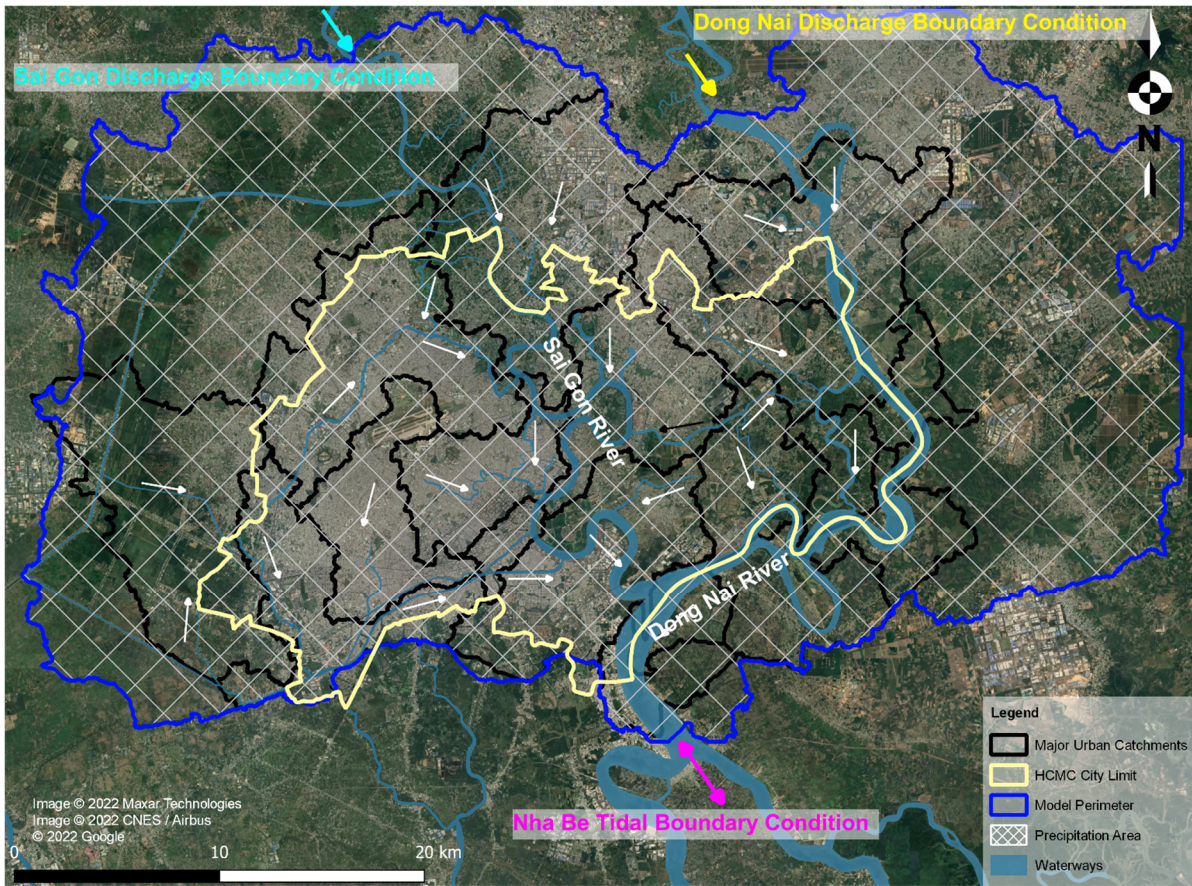 Dong Nai Discharge Boundary Condition
Sai Gon Discharge Boundary Condition
N
Sai Gon River
Dong Nai River
Legend
Major Urban Catchments
HCMC City Limit
Model Perimeter
Precipitation Area
Waterways
Nha Be Tidal Boundary Condition
Image © 2022 Maxar Technologies
Image © 2022 CNES / Airbus
© 2022 Google
0 10 20 km